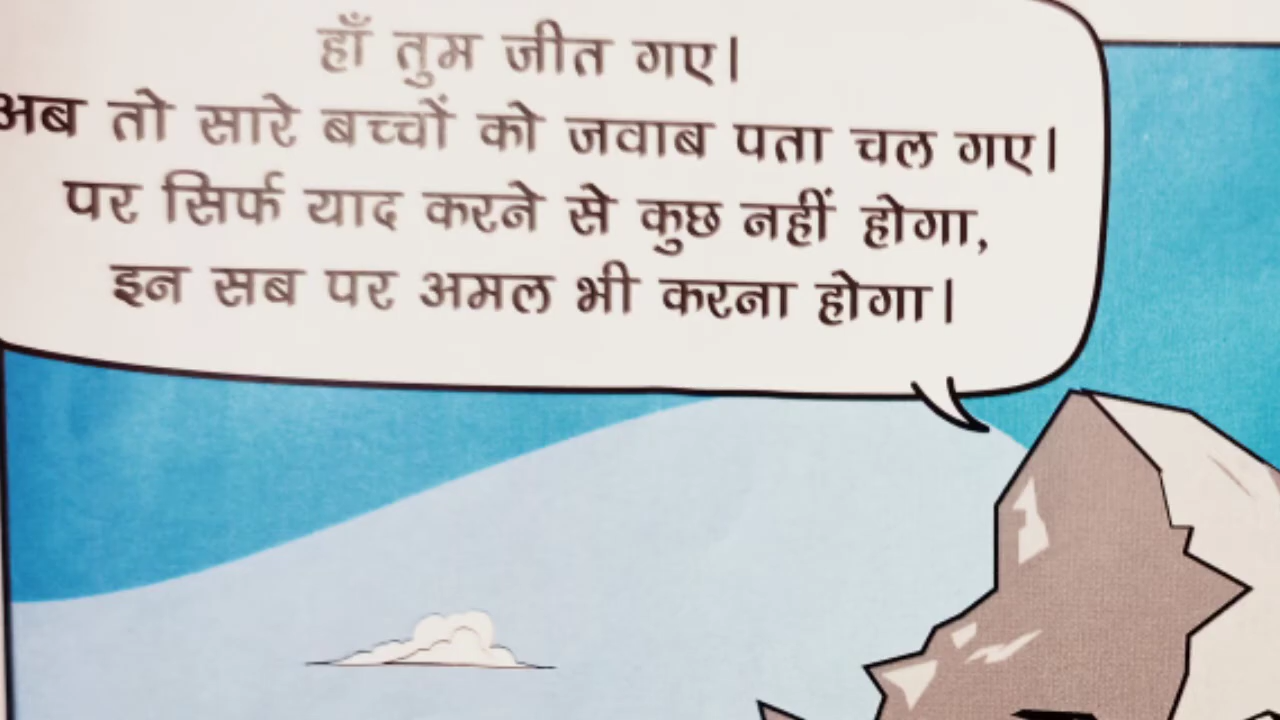 हाँ तुम जीत गए।
अब तो सारे बच्चों को जवाब पता चल गए।
पर सिर्फ याद करने से कुछ नहीं होगा,
इन सब पर अमल भी करना होगा।